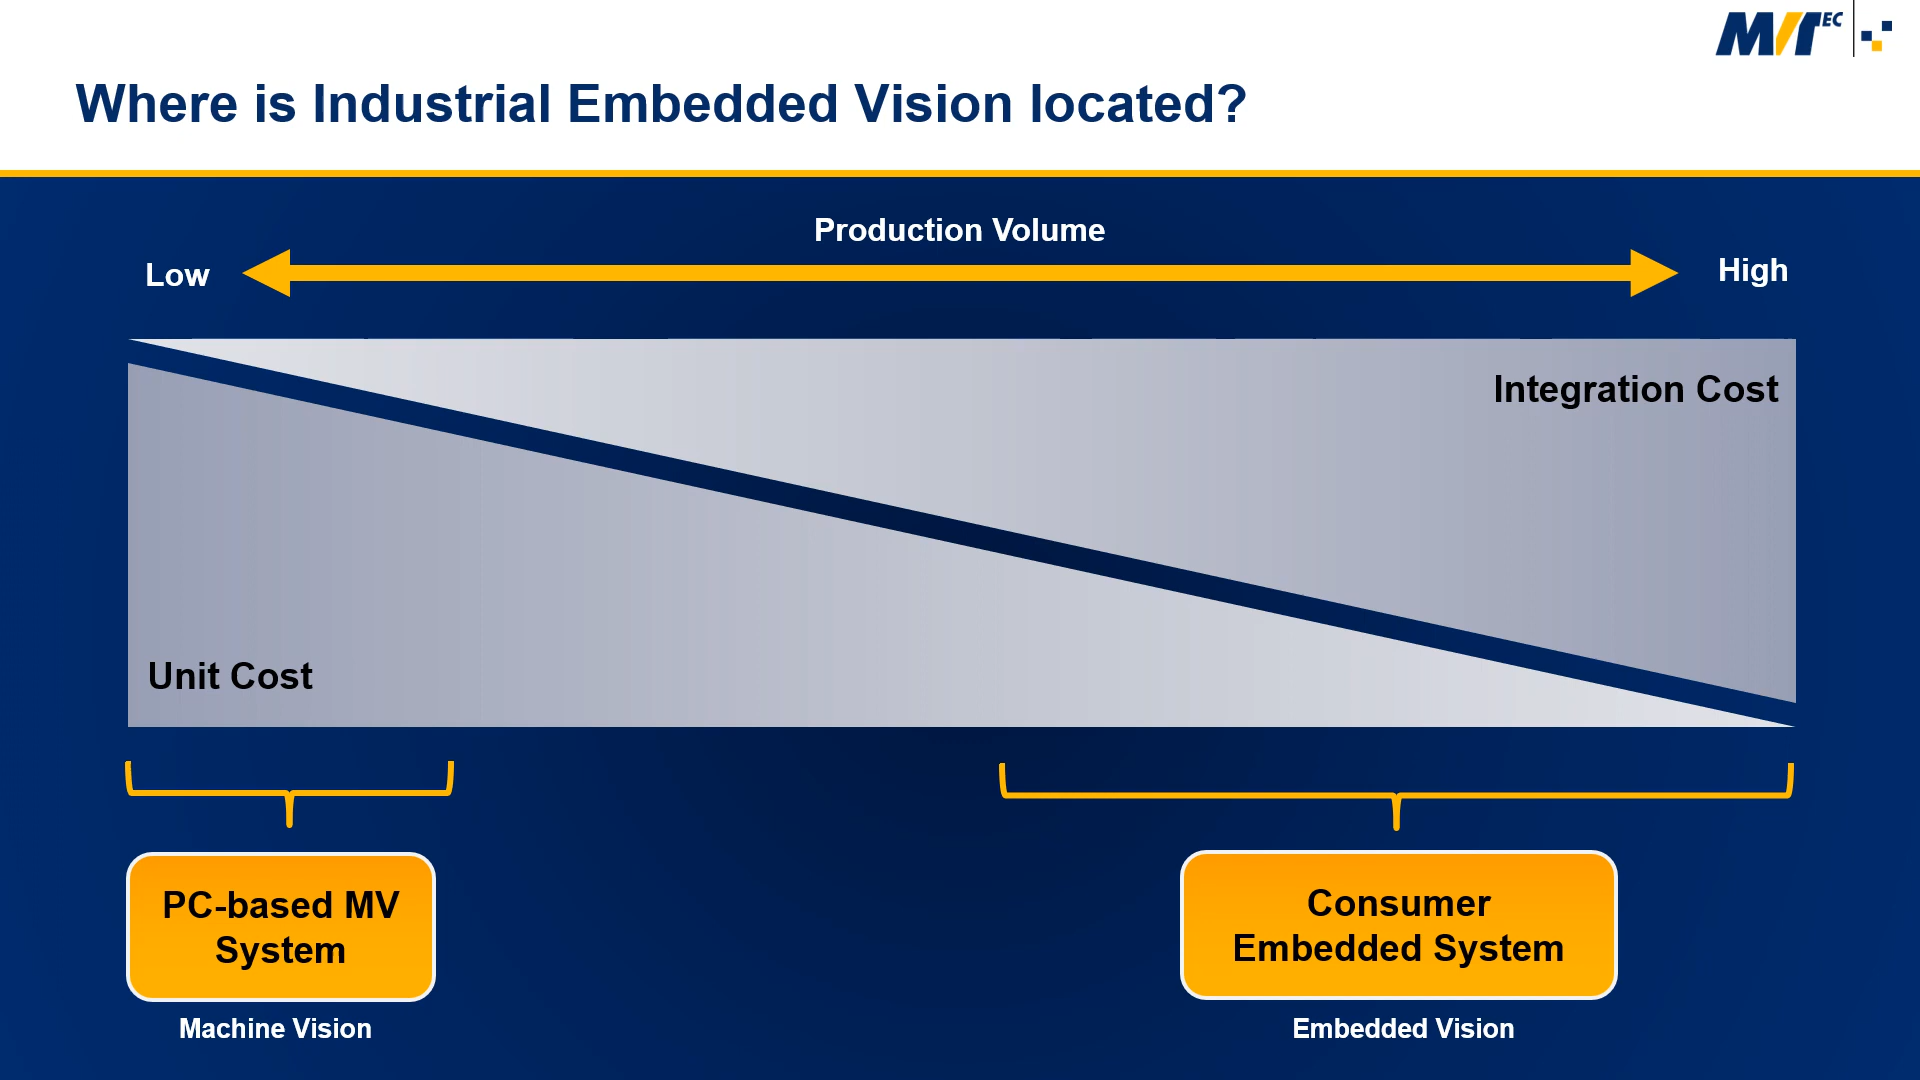 MVTEC
Where is Industrial Embedded Vision located?
Production Volume
Low
High
Integration Cost
Unit Cost
PC-based MV
System
Consumer
Embedded System
Machine Vision
Embedded Vision